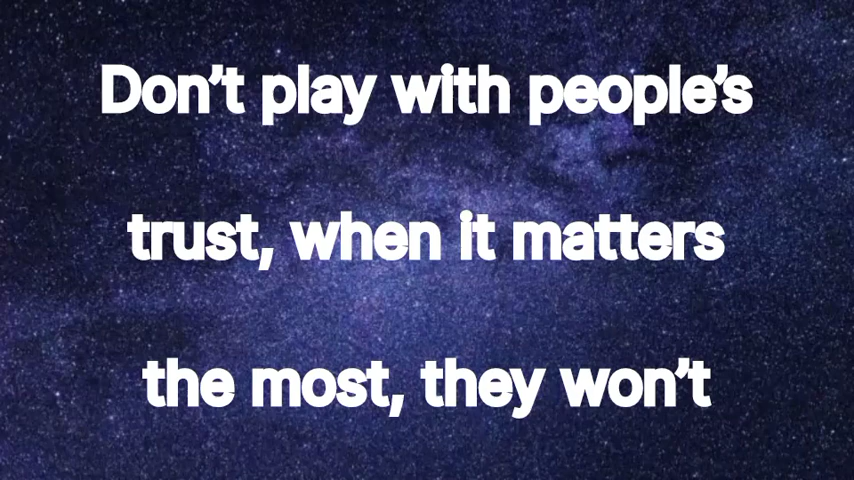 Don’t play with people’s
trust, when it matters
the most, they won’t